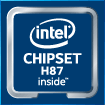 intel
CHIPSET
H87
inside™